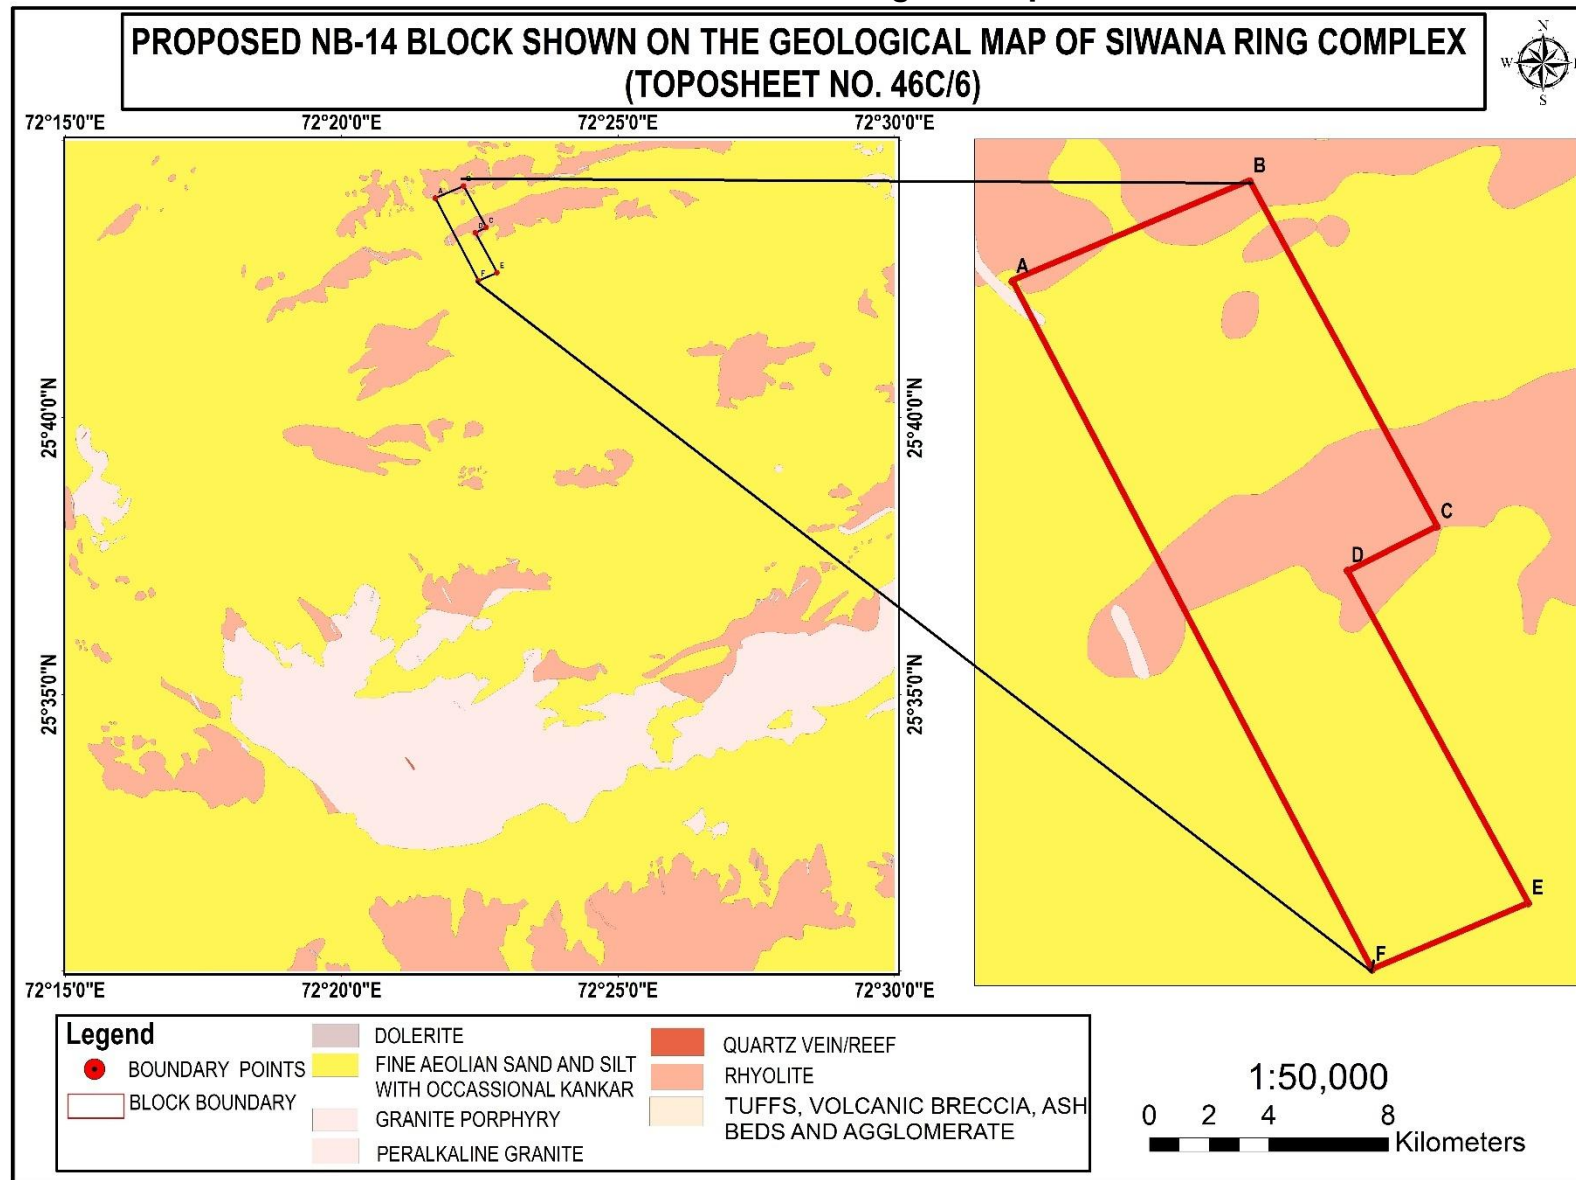 PROPOSED NB-14 BLOCK SHOWN ON THE GEOLOGICAL MAP OF SIWANA RING COMPLEX
(TOPOSHEET NO. 46C/6)
N
W
S
72°15'0"E 72°20'0"E 72°25'0"E 72°30'0"E
A
B
C
D
E
F
25°40'0"N 25°40'0"N
25°35'0"N 25°35'0"N
72°15'0"E 72°20'0"E 72°25'0"E 72°30'0"E
B
A
C
D
E
F
Legend
BOUNDARY POINTS
BLOCK BOUNDARY
DOLERITE
FINE AEOLIAN SAND AND SILT
WITH OCCASSIONAL KANKAR
GRANITE PORPHYRY
PERALKALINE GRANITE
QUARTZ VEIN/REEF
RHYOLITE
TUFFS, VOLCANIC BRECCIA, ASH
BEDS AND AGGLOMERATE
1:50,000
0 2 4 8
Kilometers